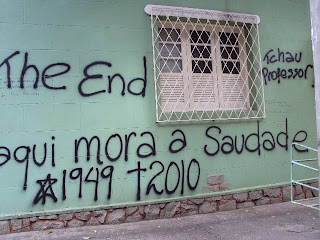 The End
Tchau
Professor
aqui mora a Saudade
☆1949 †2010